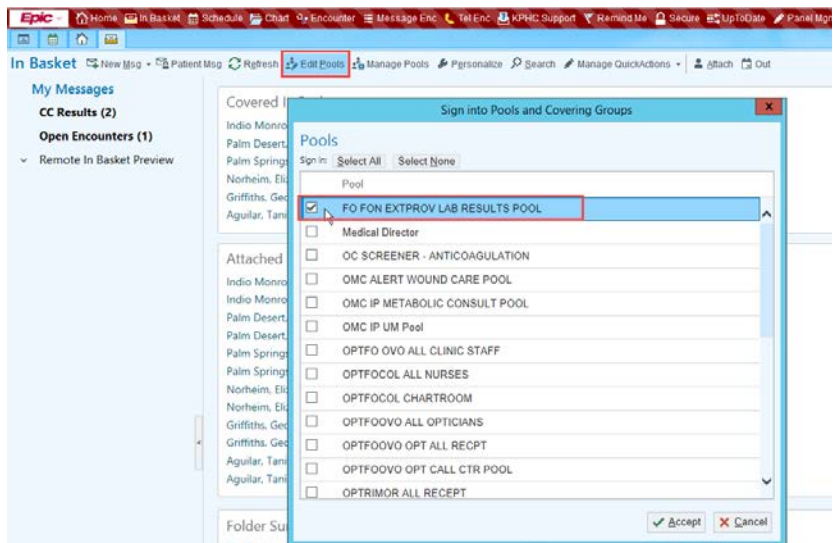 Epic Home In Basket Schedule Chart Encounter Message Enc Tel Enc KPHC Support Remind Me Secure UpToDate Panel Mgm
In Basket New Msg Patient Msg Refresh Edit Pools Manage Pools Personalize Search Manage QuickActions Attach Out
My Messages
CC Results (2)
Open Encounters (1)
Remote In Basket Preview
Covered I
Indio Monro
Palm Desert,
Palm Springs
Norheim, Eli
Griffiths, Geo
Aguilar, Tani
Attached
Indio Monro
Indio Monro
Palm Desert,
Palm Desert,
Palm Springs
Palm Springs
Norheim, Eli
Norheim, Eli
Griffiths, Geo
Griffiths, Geo
Aguilar, Tani
Aguilar, Tani
Folder Su
Sign into Pools and Covering Groups
X
Pools
Sign in: Select All Select None
Pool
FO FON EXTPROV LAB RESULTS POOL
Medical Director
OC SCREENER - ANTICOAGULATION
OMC ALERT WOUND CARE POOL
OMC IP METABOLIC CONSULT POOL
OMC IP UM Pool
OPTFO OVO ALL CLINIC STAFF
OPTFOCOL ALL NURSES
OPTFOCOL CHARTROOM
OPTFOOVO ALL OPTICIANS
OPTFOOVO OPT ALL RECPT
OPTFOOVO OPT CALL CTR POOL
OPTRIMOR ALL RECEPT
Accept Cancel